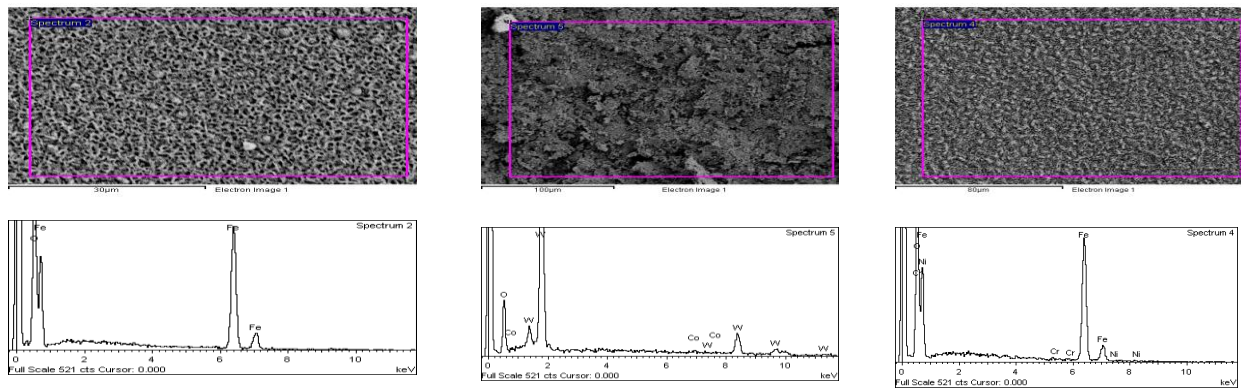 Spectrum 2
30µm
Electron Image 1
Spectrum 5
100µm
Electron Image 1
Spectrum 4
80µm
Electron Image 1
Spectrum 2
Fe
O
Fe
Fe
0 2 4 6 8 10
keV
Full Scale 521 cts Cursor: 0.000
Spectrum 5
W
O
Co
W
Co
W
Co
W
W
W
0 2 4 6 8 10
keV
Full Scale 521 cts Cursor: 0.000
Spectrum 4
Fe
O
Ni
Cr
Cr
Fe
Fe
Ni
Ni
0 2 4 6 8 10
keV
Full Scale 521 cts Cursor: 0.000